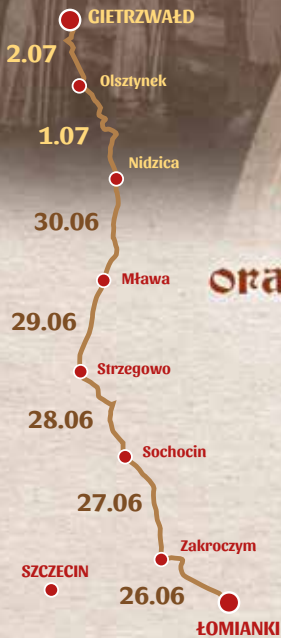 GIETRZWAŁD
2.07
Olsztynek
1.07
Nidzica
30.06
Mława
ora
29.06
Strzegowo
28.06
Sochocin
27.06
Zakroczym
SZCZECIN
26.06
ŁOMIANKI